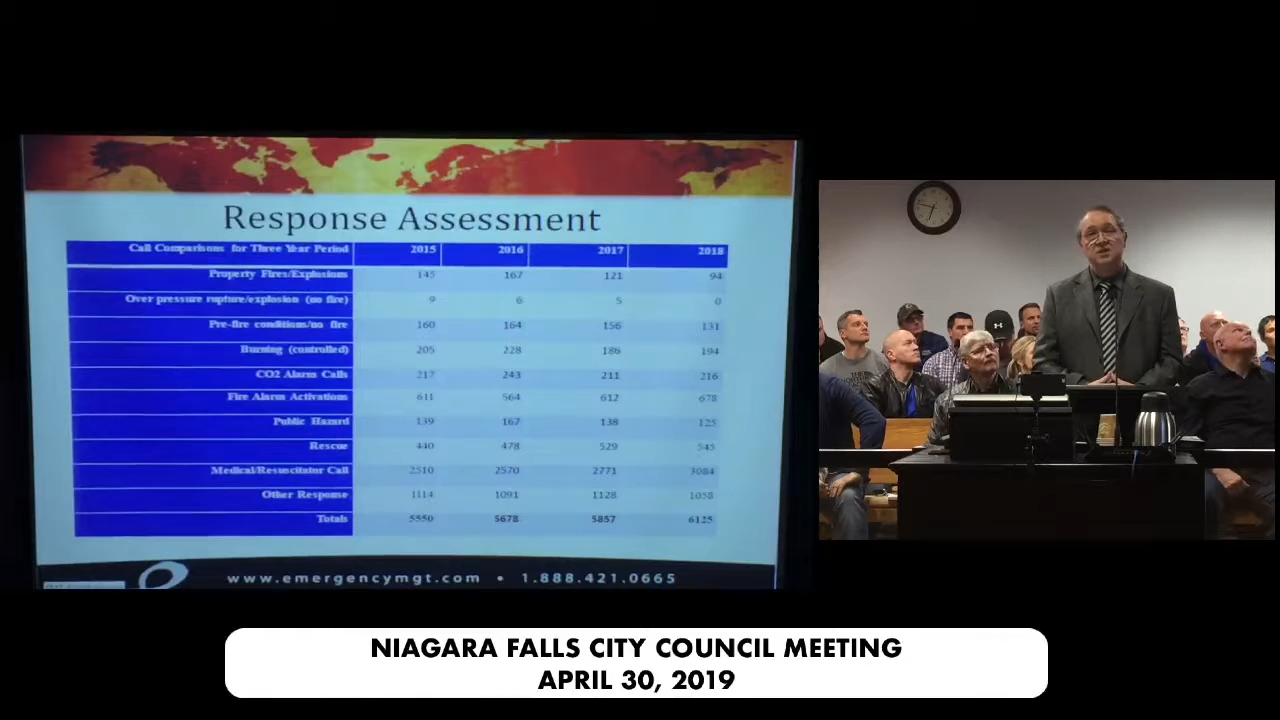 Response Assessment
Call Comparisons for Three Year Period 2015 2016 2017 2018
Property Fires/Explosions 145 167 121 94
Over pressure rupture/explosion (no fire) 9 6 5 0
Pre-fire conditions/no fire 160 164 156 131
Burning (controlled) 205 228 186 194
CO2 Alarm Calls 217 243 211 216
Fire Alarm Activations 611 564 612 678
Public Hazard 139 167 138 125
Rescue 440 478 529 545
Medical/Resuscitator Call 2510 2570 2771 3084
Other Response 1114 1091 1128 1058
Totals 5550 5678 5857 6125
www.emergencymgt.com • 1.888.421.0665
NIAGARA FALLS CITY COUNCIL MEETING
APRIL 30, 2019